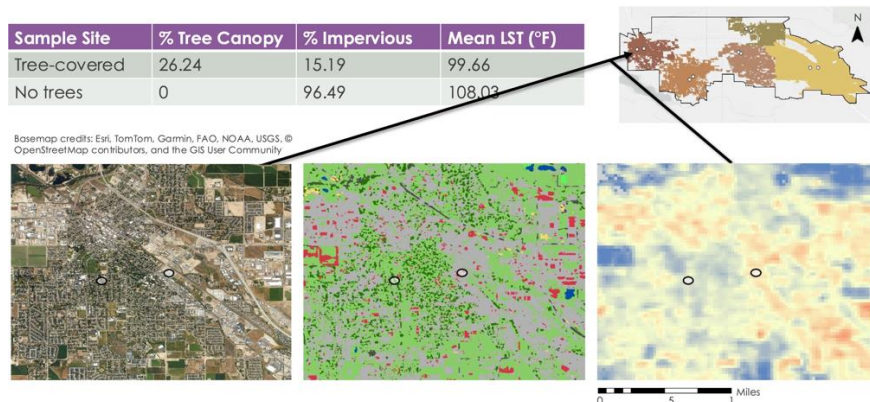 Sample Site % Tree Canopy % Impervious Mean LST (°F)
Tree-covered 26.24 15.19 99.66
No trees 0 96.49 108.03
N
Basemap credits: Esri, TomTom, Garmin, FAO, NOAA, USGS, ©
OpenStreetMap contributors, and the GIS User Community
Miles
0 5 1